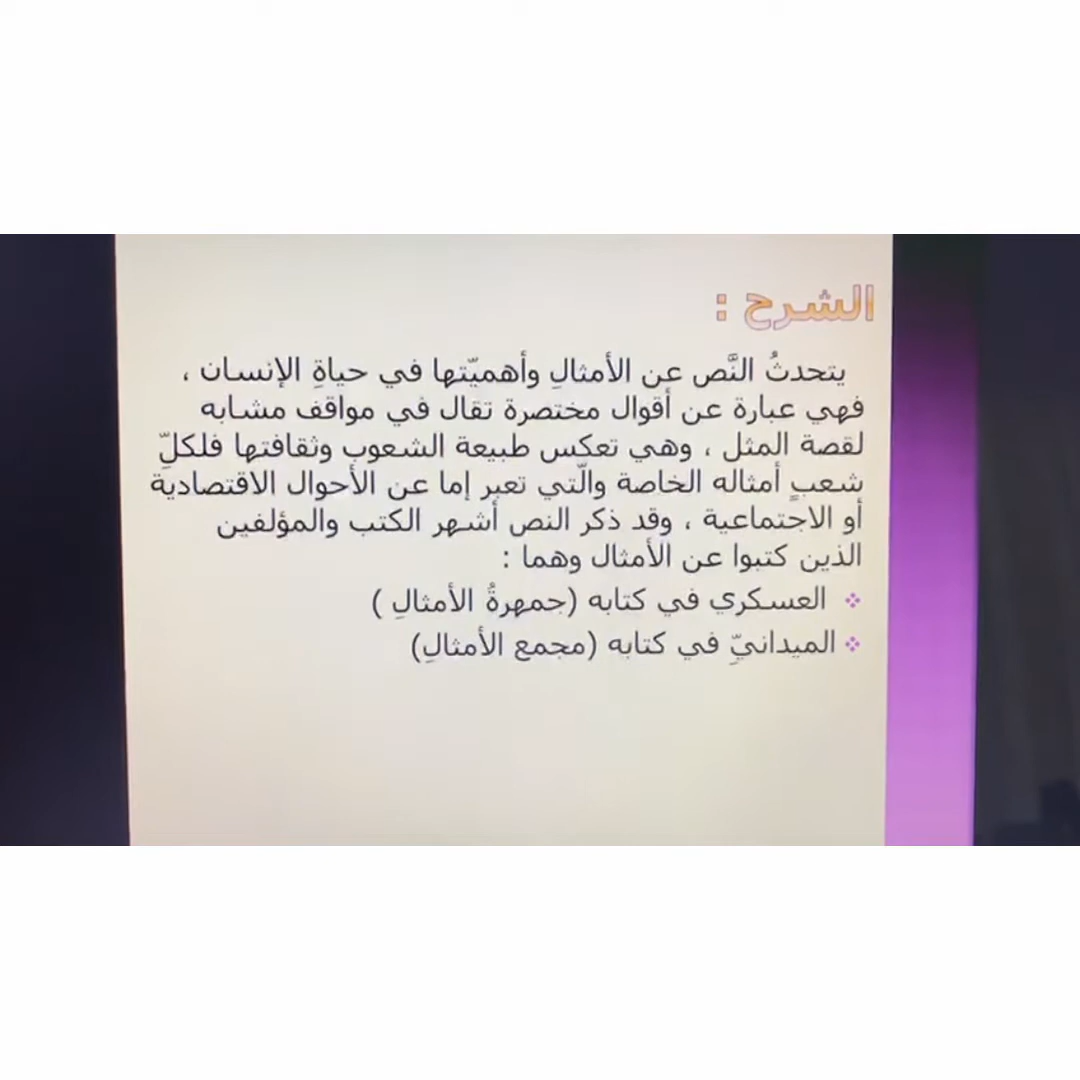 الشرح :
يتحدثُ النَّص عن الأمثالِ وأهميّتها في حياةِ الإنسان ،
فهي عبارة عن أقوال مختصرة تقال في مواقف مشابه
لقصة المثل ، وهي تعكس طبيعة الشعوب وثقافتها فلكلِّ
شعبٍ أمثاله الخاصة والّتي تعبر إما عن الأحوال الاقتصادية
أو الاجتماعية ، وقد ذكر النص أشهر الكتب والمؤلفين
الذين كتبوا عن الأمثال وهما :
❖ العسكري في كتابه (جمهرةُ الأمثالِ )
❖ الميدانيِّ في كتابه (مجمع الأمثالِ)